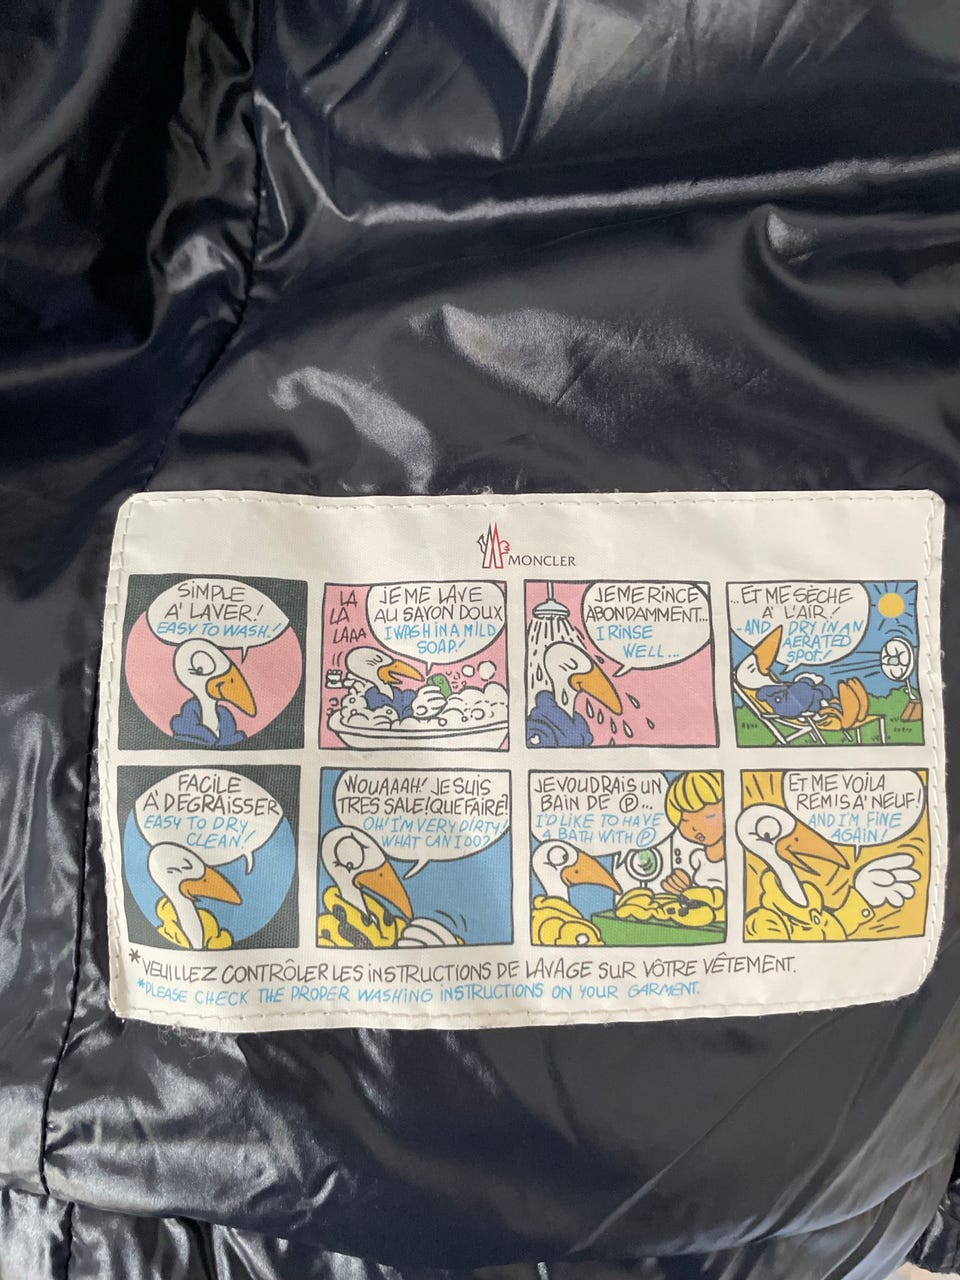 MONCLER
SIMPLE
A' LAVER!
EASY TO WASH!
LA
LA
LAAA
JE ME LAVE
AU SAVON DOUX
I WASH IN A MILD
SOAP!
JE ME RINCE
ABONDAMMENT...
I RINSE
WELL...
...ET ME SÈCHE
A' L'AIR!
-AND DRY IN AN
AERATED
SPOT!
FACILE
A' DEGRAISSER
EASY TO DRY
CLEAN!
WOUAAAH! JE SUIS
TRES SALE! QUE FAIRE?
OH! I'M VERY DIRTY!
WHAT CAN I DO?
JE VOUDRAIS UN
BAIN DE Ⓟ...
I'D LIKE TO HAVE
A BATH WITH Ⓟ
ET ME VOILA
REMIS A' NEUF!
AND I'M FINE
AGAIN!
*VEUILLEZ CONTRÔLER LES INSTRUCTIONS DE LAVAGE SUR VÔTRE VÊTEMENT.
*PLEASE CHECK THE PROPER WASHING INSTRUCTIONS ON YOUR GARMENT.